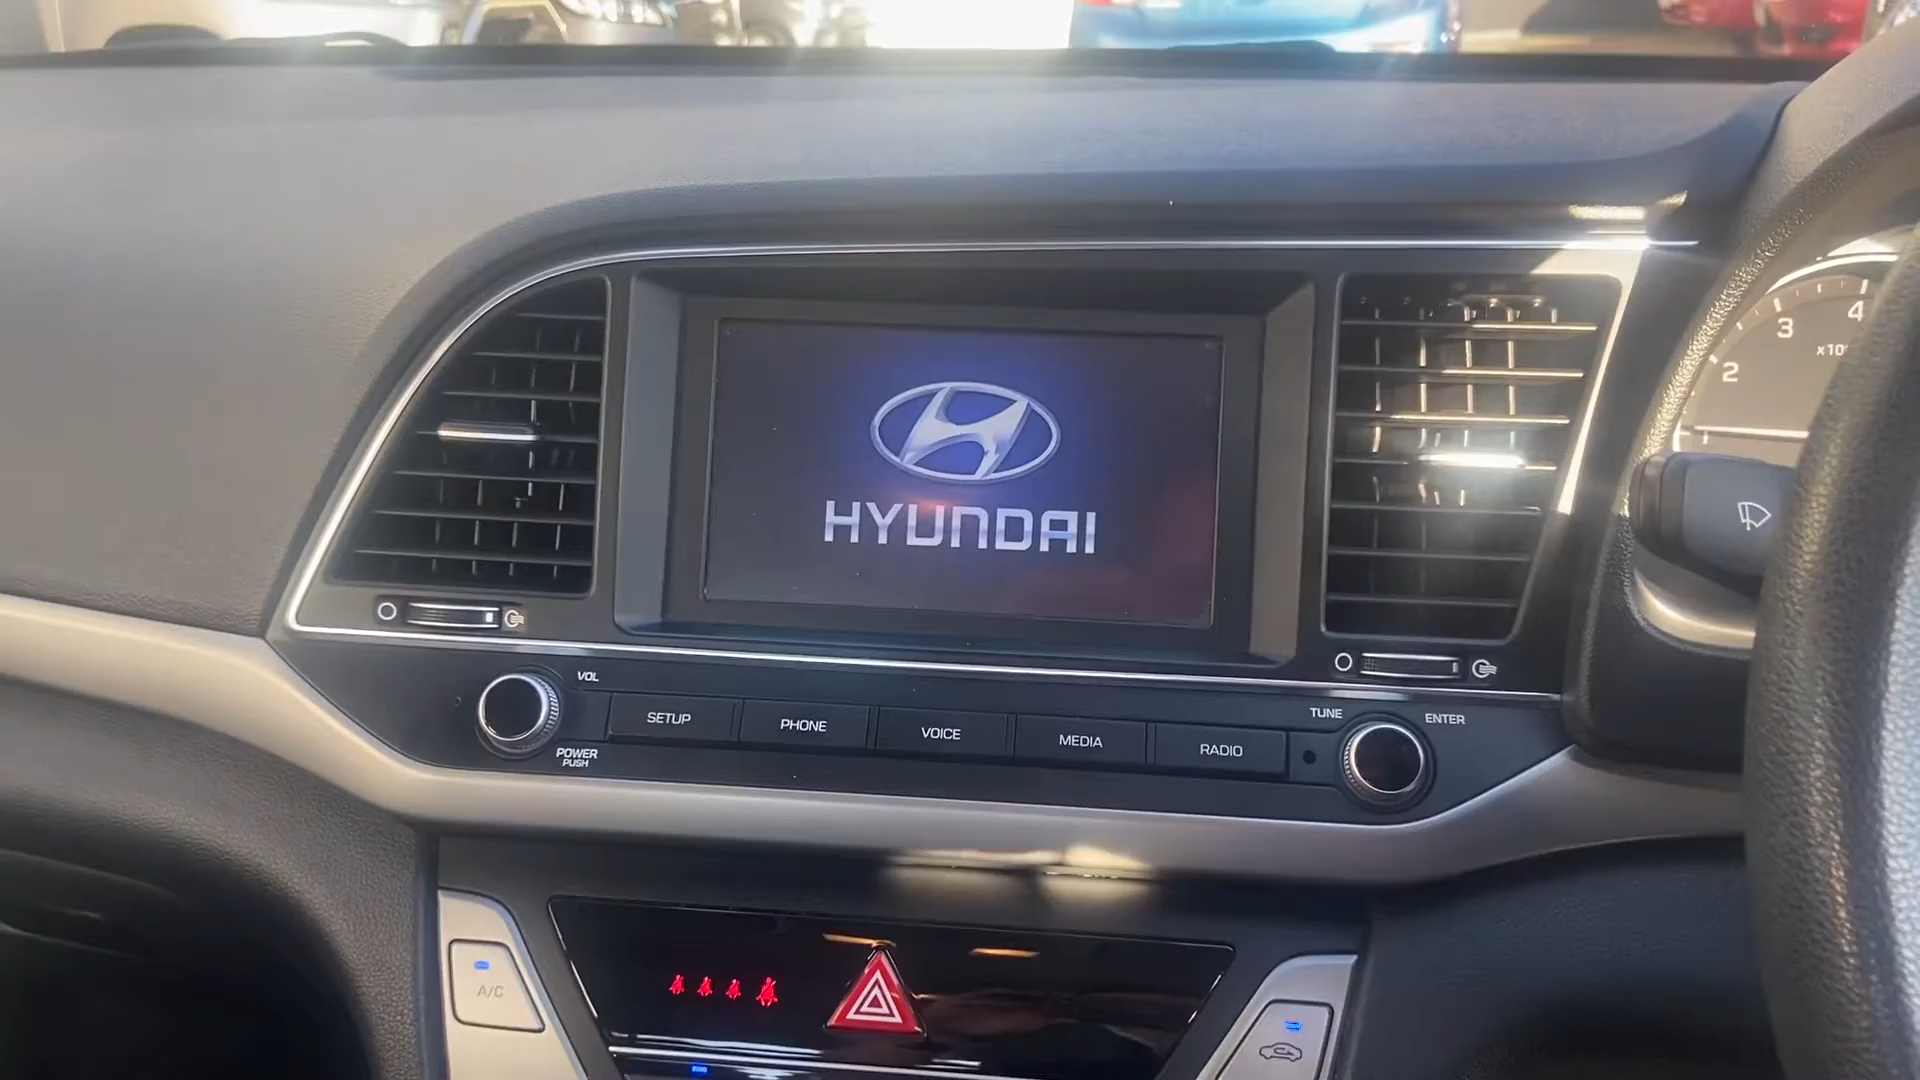 4
3
x10
2
HYUNDAI
VOL
TUNE
ENTER
SETUP
PHONE
VOICE
MEDIA
RADIO
POWER
PUSH
A/C